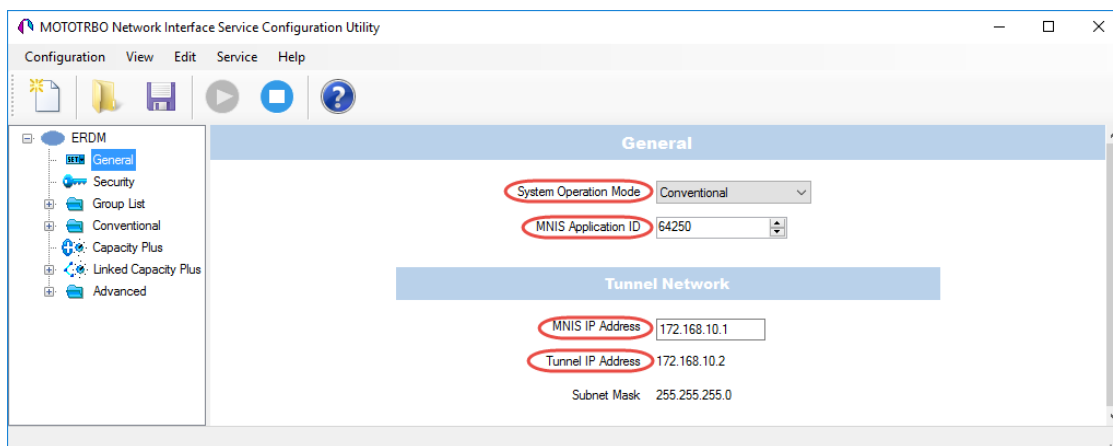 MOTOTRBO Network Interface Service Configuration Utility
Configuration View Edit Service Help
ERDM
General
Security
Group List
Conventional
Capacity Plus
Linked Capacity Plus
Advanced
General
System Operation Mode Conventional
MNIS Application ID 64250
Tunnel Network
MNIS IP Address 172.168.10.1
Tunnel IP Address 172.168.10.2
Subnet Mask 255.255.255.0